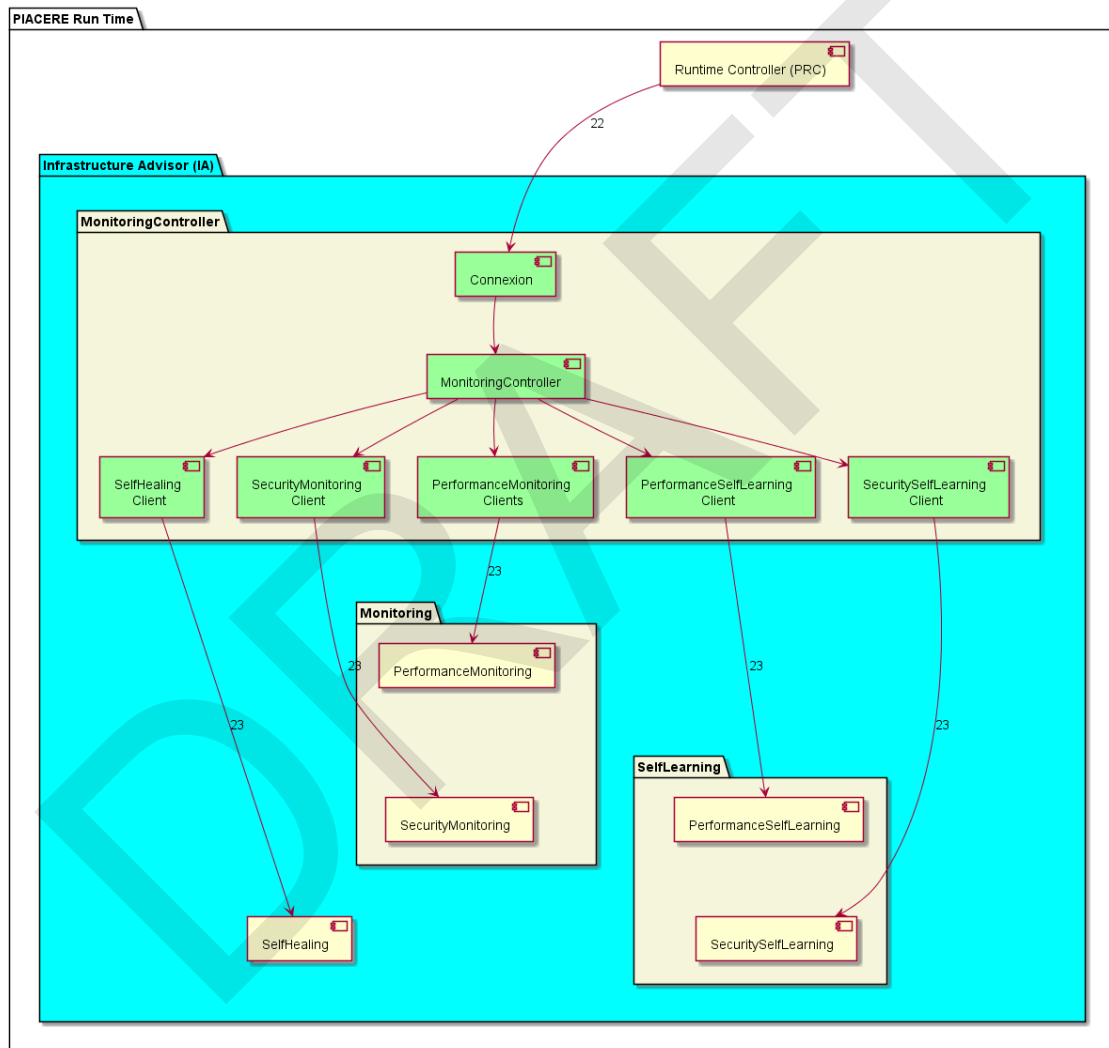 PIACERE Run Time
Runtime Controller (PRC)
22
Infrastructure Advisor (IA)
MonitoringController
Connexion
MonitoringController
SelfHealing
Client
SecurityMonitoring
Client
PerformanceMonitoring
Clients
PerformanceSelfLearning
Client
SecuritySelfLearning
Client
23
Monitoring
PerformanceMonitoring
23
23
23
23
SelfLearning
SecurityMonitoring
PerformanceSelfLearning
SelfHealing
SecuritySelfLearning
DRAFT